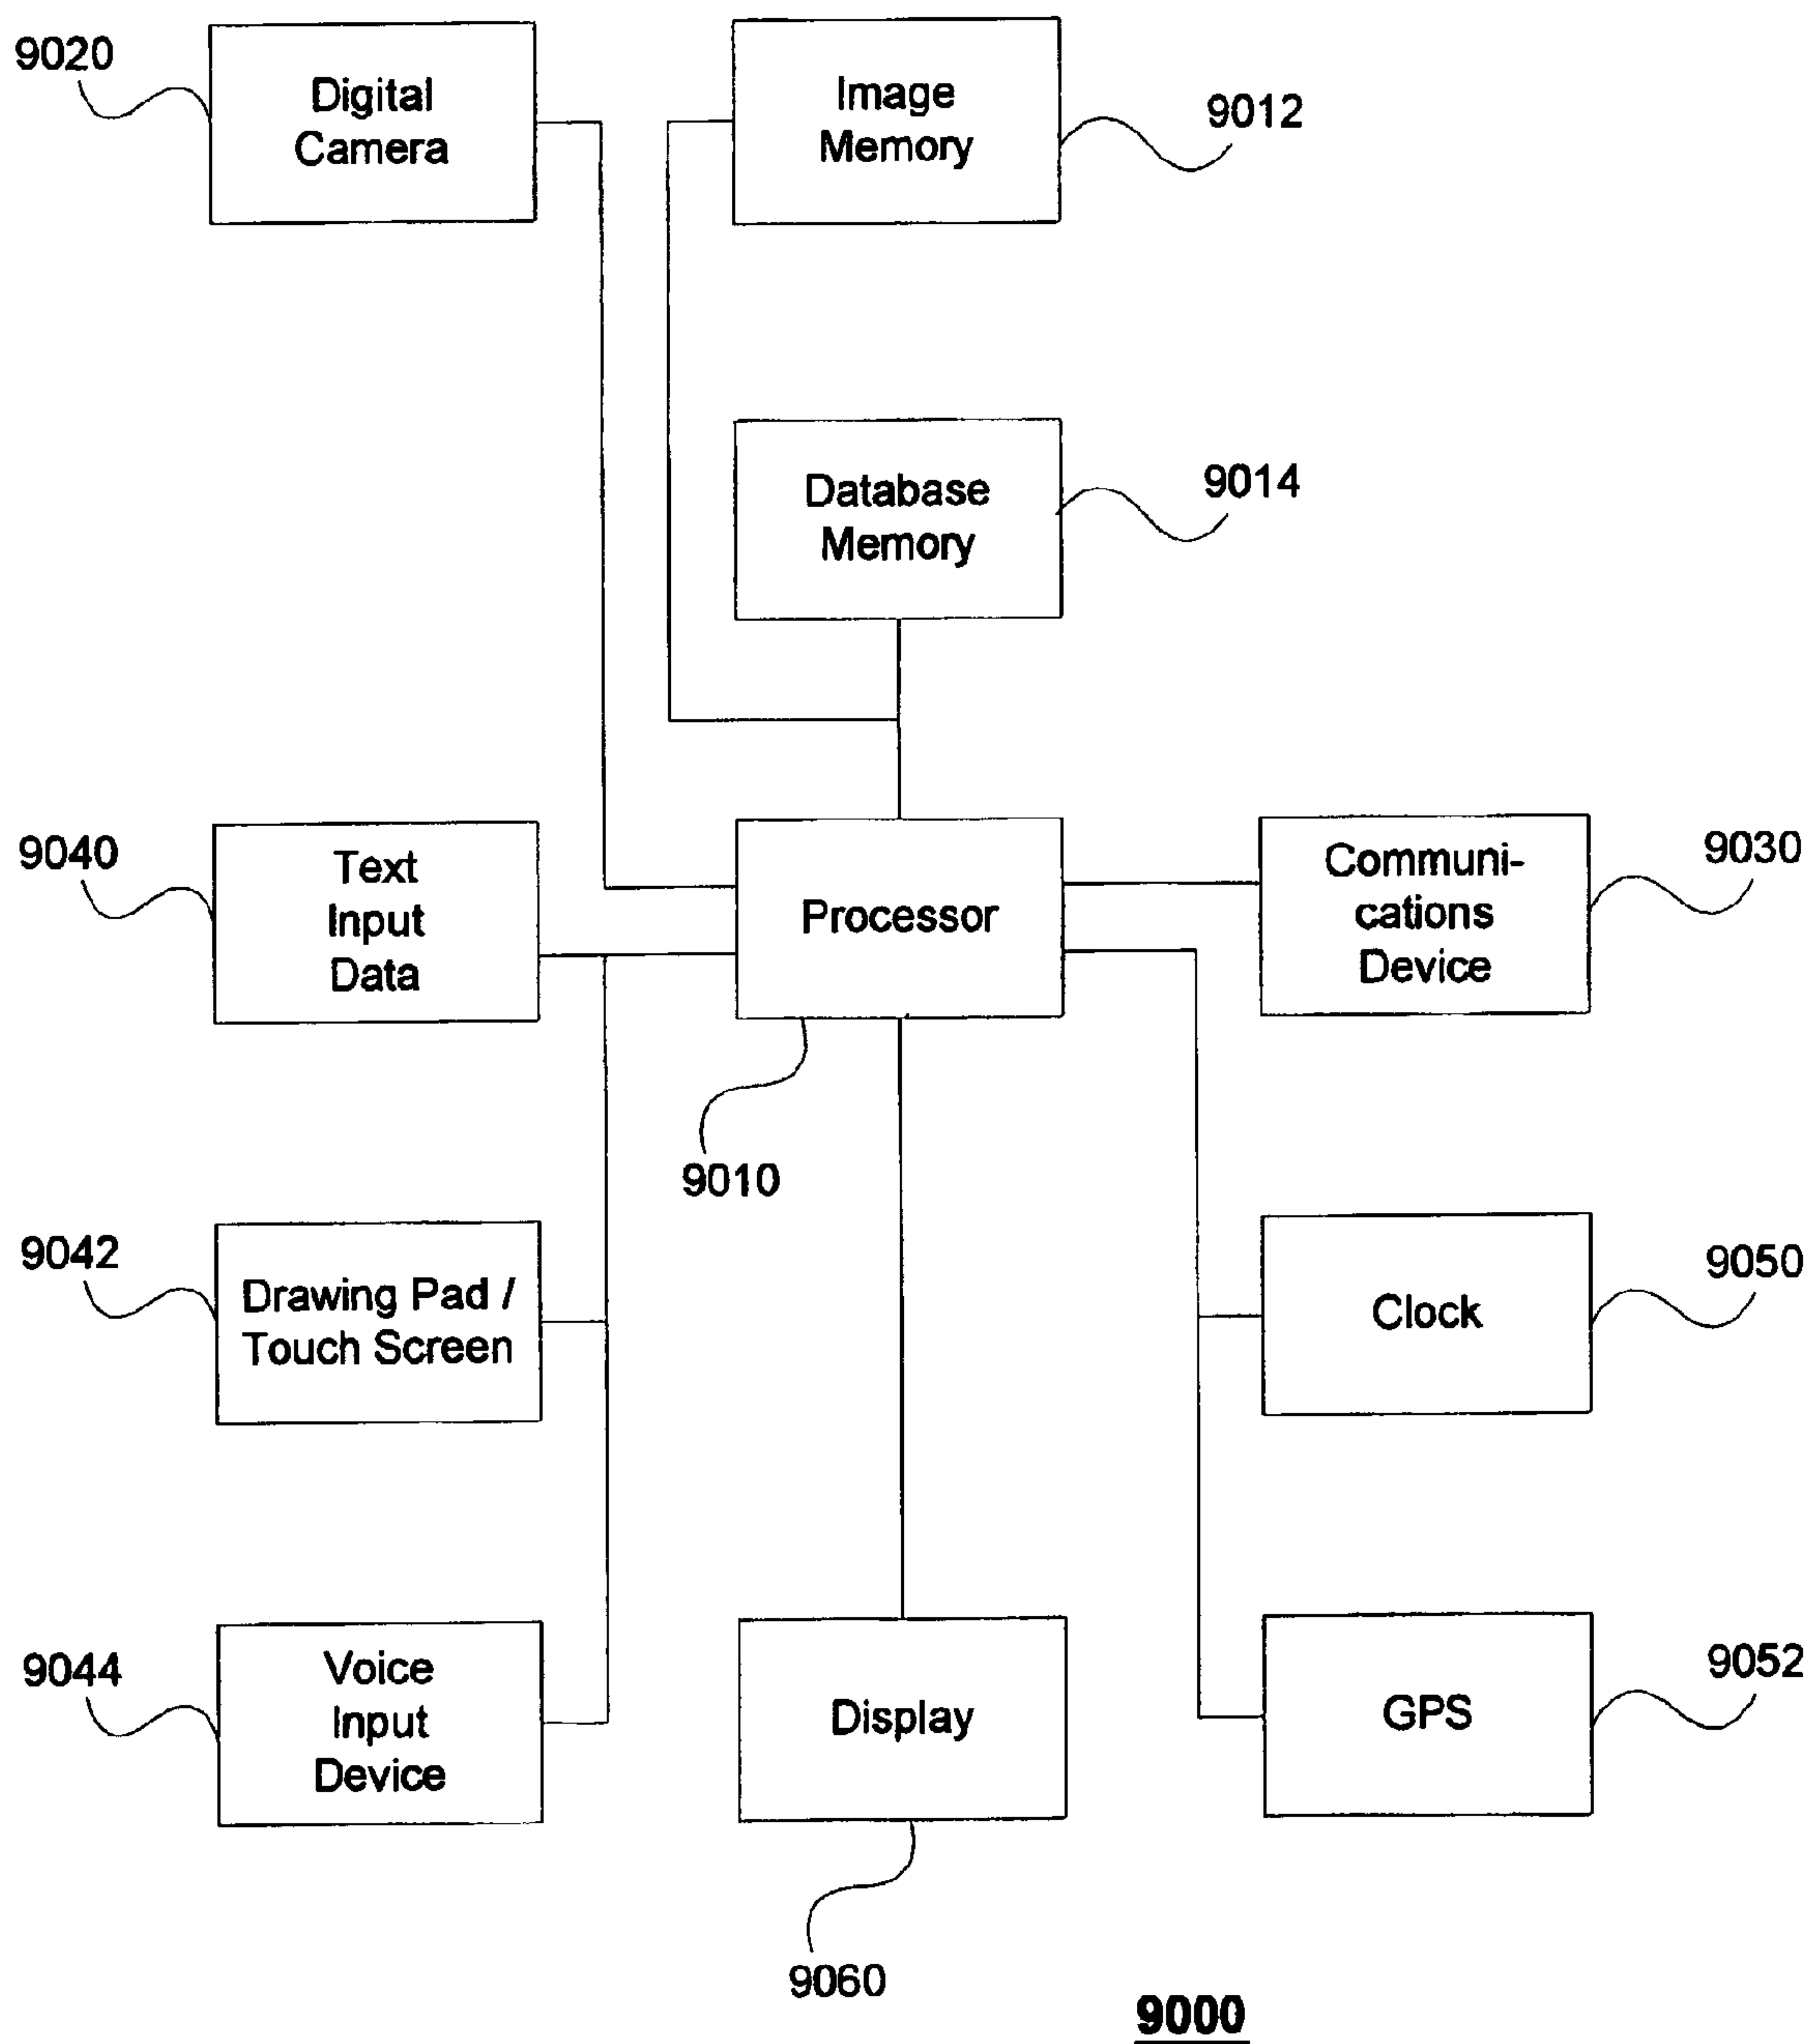 9020
Digital
Camera
Image
Memory
9012
Database
Memory
9014
9040
Text
Input
Data
Processor
9010
Communi-
cations
Device
9030
9042
Drawing Pad /
Touch Screen
Clock
9050
9044
Voice
Input
Device
Display
9060
GPS
9052
9000